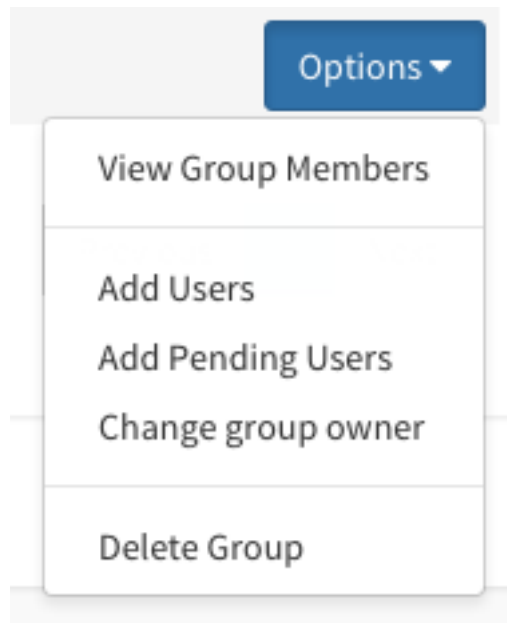 Options
View Group Members
Add Users
Add Pending Users
Change group owner
Delete Group